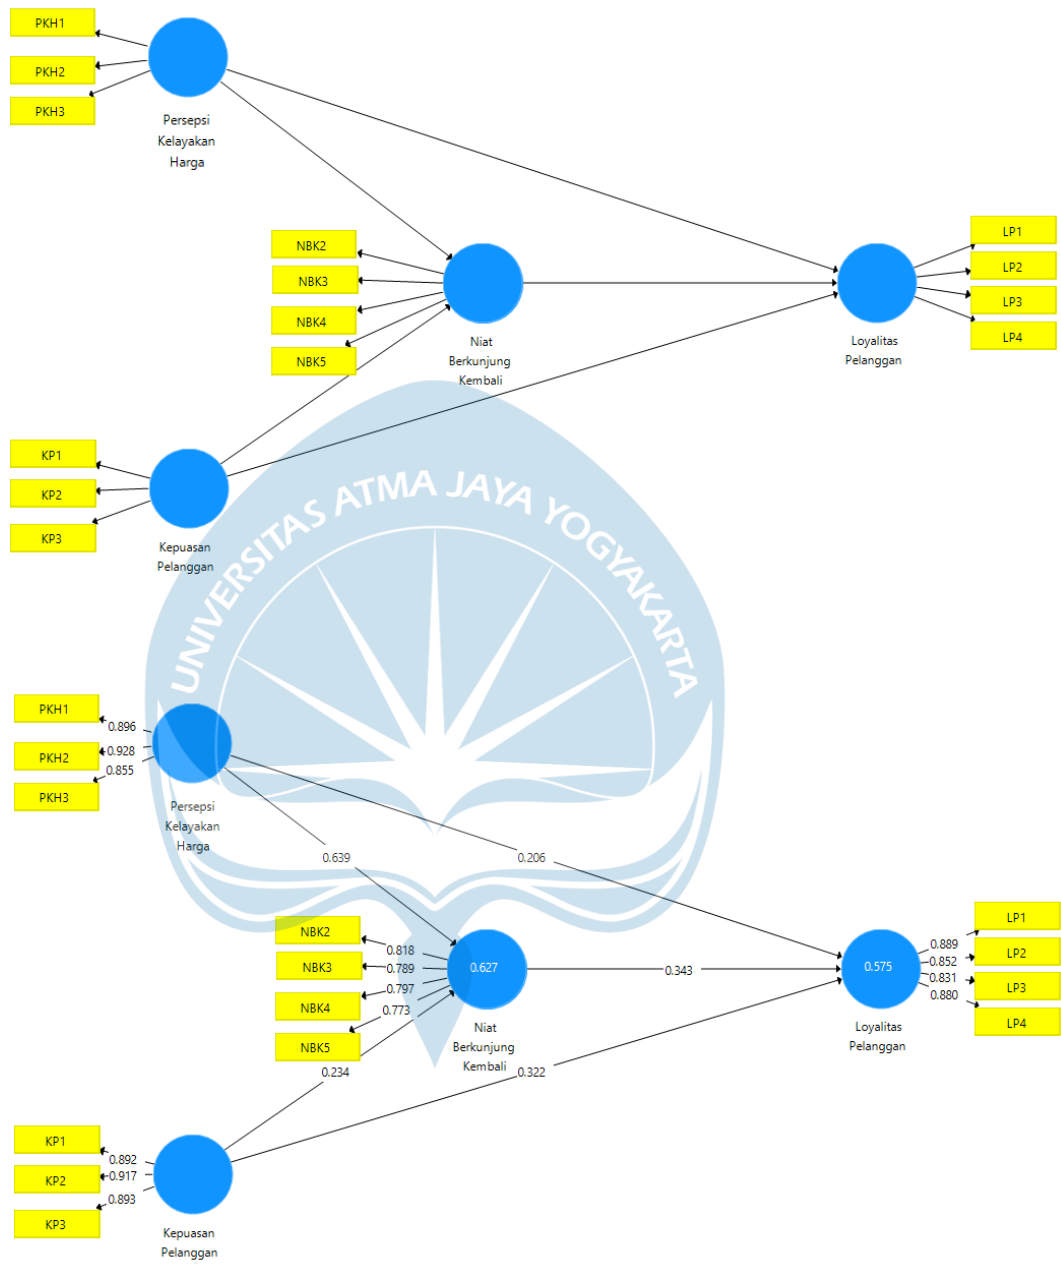 PKH1
PKH2
PKH3
Persepsi
Kelayakan
Harga
NBK2
NBK3
NBK4
NBK5
Niat
Berkunjung
Kembali
LP1
LP2
LP3
LP4
Loyalitas
Pelanggan
KP1
KP2
KP3
Kepuasan
Pelanggan
UNIVERSITAS ATMA JAYA YOGYAKARTA
PKH1
PKH2
PKH3
0.896
0.928
0.855
Persepsi
Kelayakan
Harga
0.639
0.206
NBK2
NBK3
NBK4
NBK5
0.818
0.789
0.797
0.773
0.627
Niat
Berkunjung
Kembali
0.343
0.575
Loyalitas
Pelanggan
0.889
0.852
0.831
0.880
LP1
LP2
LP3
LP4
0.234
0.322
KP1
KP2
KP3
0.892
0.917
0.893
Kepuasan
Pelanggan